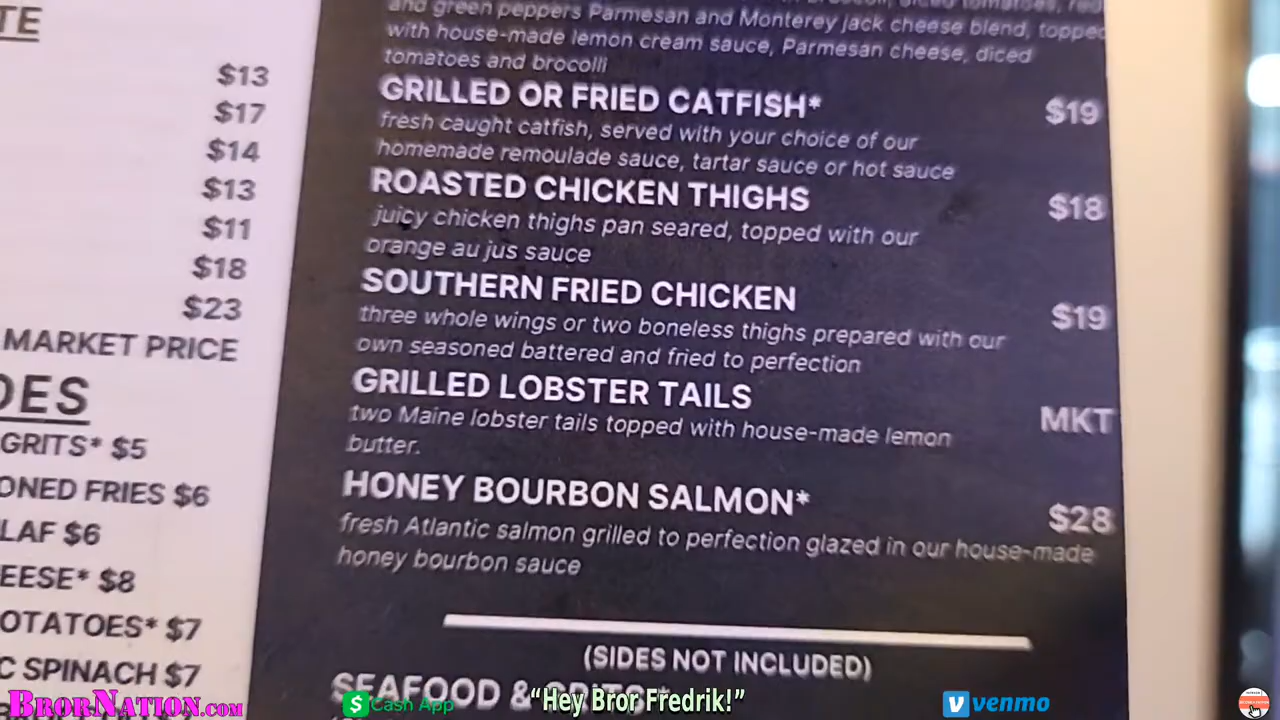 TE
$13
$17
$14
$13
$11
$18
$23
MARKET PRICE
DES
GRITS* $5
ONED FRIES $6
LAF $6
EESE* $8
OTATOES* $7
C SPINACH $7
and green peppers Parmesan and Monterey jack cheese blend, topped
with house-made lemon cream sauce, Parmesan cheese, diced
tomatoes and brocolli
GRILLED OR FRIED CATFISH* $19
fresh caught catfish, served with your choice of our
homemade remoulade sauce, tartar sauce or hot sauce
ROASTED CHICKEN THIGHS $18
juicy chicken thighs pan seared, topped with our
orange au jus sauce
SOUTHERN FRIED CHICKEN $19
three whole wings or two boneless thighs prepared with our
own seasoned battered and fried to perfection
GRILLED LOBSTER TAILS MKT
two Maine lobster tails topped with house-made lemon
butter.
HONEY BOURBON SALMON* $28
fresh Atlantic salmon grilled to perfection glazed in our house-made
honey bourbon sauce
(SIDES NOT INCLUDED)
SEAFOOD & GRITS*
BRORNATION.COM
$ Cash App
"Hey Bror Fredrik!"
venmo